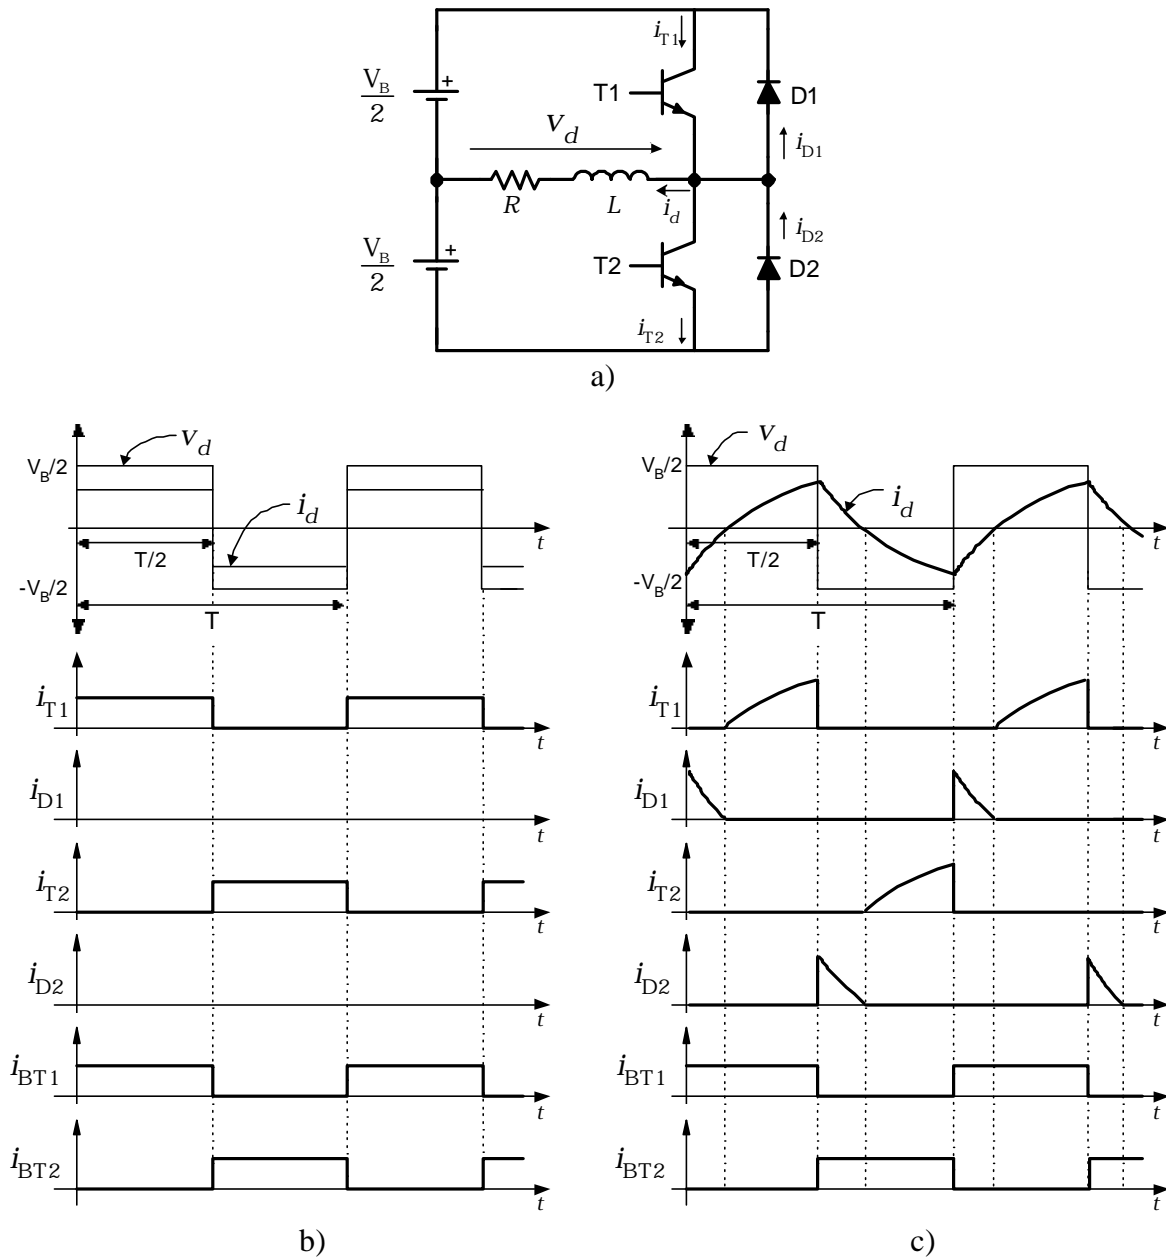 i_T1
V_B
2
+
T1
D1
v_d
i_D1
R
L
i_d
i_D2
V_B
2
+
T2
D2
i_T2
a)
v_d
V_B/2
i_d
t
T/2
-V_B/2
T
i_T1
t
i_D1
t
i_T2
t
i_D2
t
i_BT1
t
i_BT2
t
b)
v_d
V_B/2
i_d
t
T/2
-V_B/2
T
i_T1
t
i_D1
t
i_T2
t
i_D2
t
i_BT1
t
i_BT2
t
c)